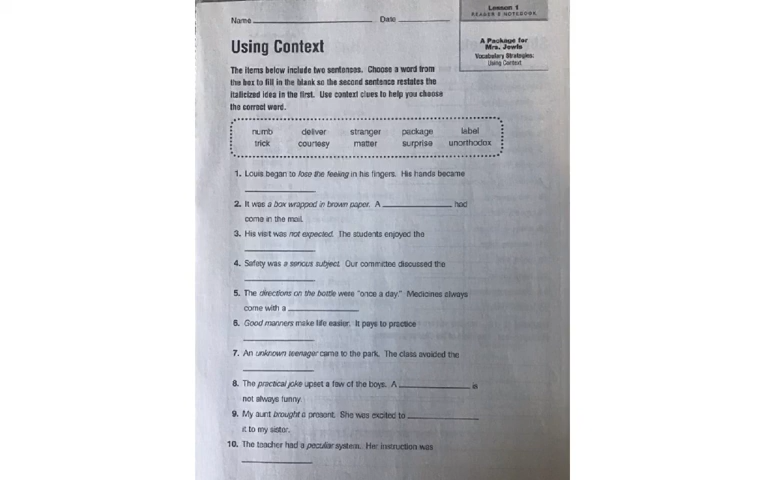 Name Date
Lesson 1
READER'S NOTEBOOK
Using Context
A Package for
Mrs. Jewls
Vocabulary Strategies:
Using Context
The items below include two sentences. Choose a word from
the box to fill in the blank so the second sentence restates the
italicized idea in the first. Use context clues to help you choose
the correct word.
numb deliver stranger package label
trick courtesy matter surprise unorthodox
1. Louis began to lose the feeling in his fingers. His hands became
2. It was a box wrapped in brown paper. A ____ had
come in the mail.
3. His visit was not expected. The students enjoyed the
4. Safety was a serious subject. Our committee discussed the
5. The directions on the bottle were "once a day." Medicines always
come with a
6. Good manners make life easier. It pays to practice
7. An unknown teenager came to the park. The class avoided the
8. The practical joke upset a few of the boys. A ____ is
not always funny.
9. My aunt brought a present. She was excited to
it to my sister.
10. The teacher had a peculiar system. Her instruction was